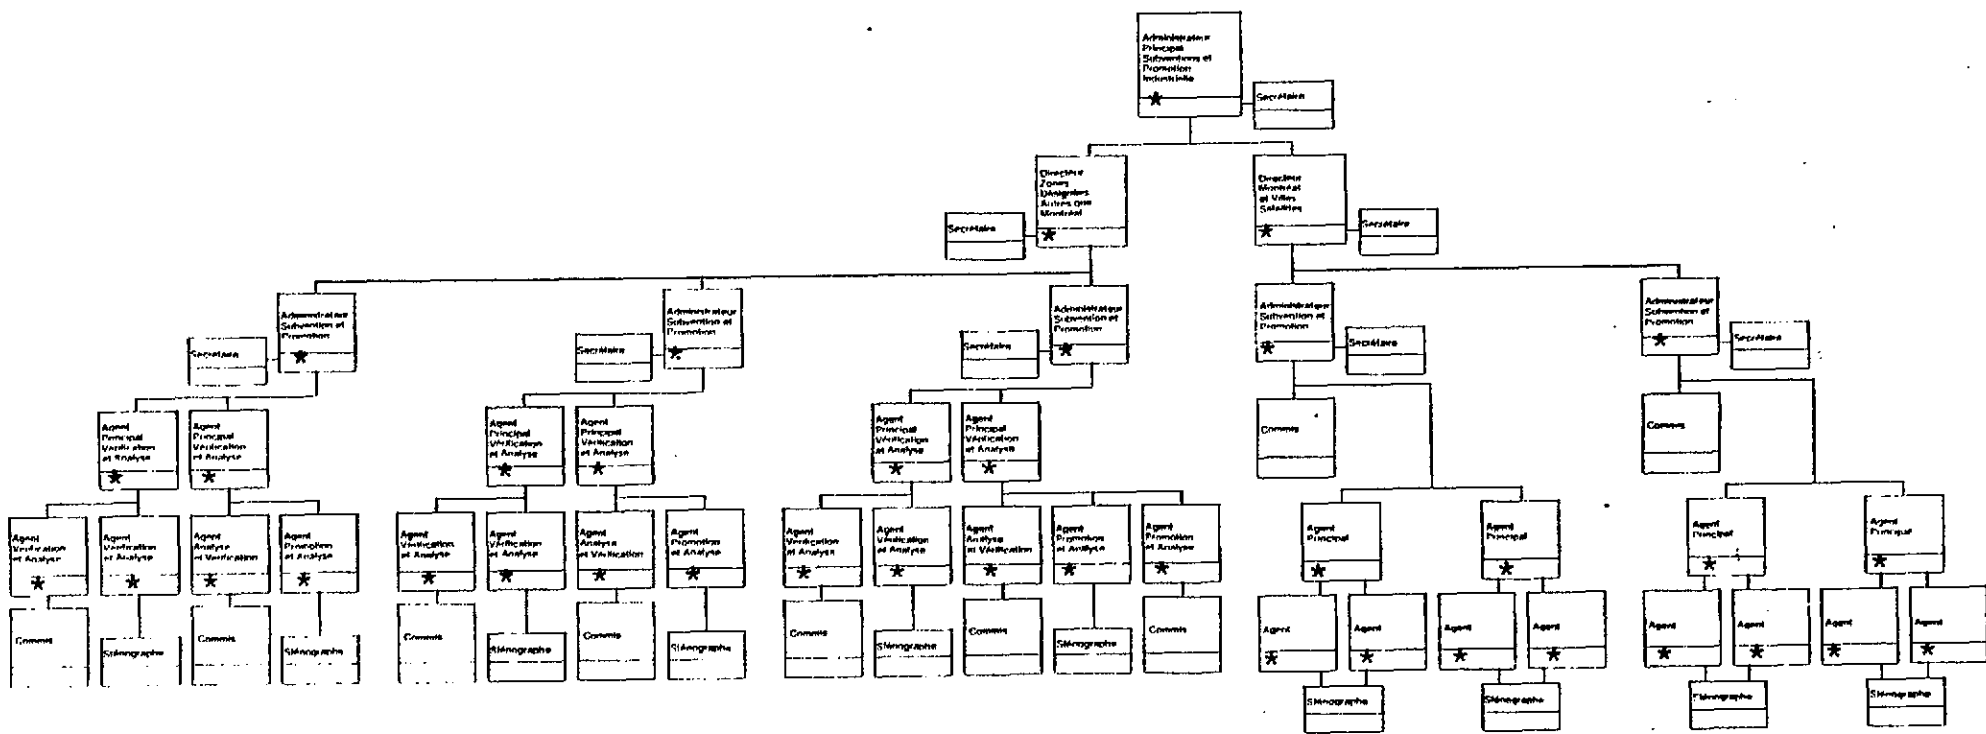 Administrateur
Principal
Subventions et
Promotion
Industrielle
*
Secrétaire
Directeur
Zones
Désignées
Autres que
Montréal
*
Secrétaire
Directeur
Montréal
et Villes
Satellites
*
Secrétaire
Administrateur
Subvention et
Promotion
*
Secrétaire
Administrateur
Subvention et
Promotion
*
Secrétaire
Administrateur
Subvention et
Promotion
*
Secrétaire
Administrateur
Subvention et
Promotion
*
Secrétaire
Administrateur
Subvention et
Promotion
*
Secrétaire
Agent
Principal
Vérification
et Analyse
*
Agent
Principal
Vérification
et Analyse
*
Agent
Principal
Vérification
et Analyse
*
Agent
Principal
Vérification
et Analyse
*
Agent
Principal
Vérification
et Analyse
*
Agent
Principal
Vérification
et Analyse
*
Commis
Commis
Agent
Vérification
et Analyse
*
Agent
Vérification
et Analyse
*
Agent
Analyse
et Vérification
*
Agent
Promotion
et Analyse
*
Agent
Vérification
et Analyse
*
Agent
Vérification
et Analyse
*
Agent
Analyse
et Vérification
*
Agent
Promotion
et Analyse
*
Agent
Vérification
et Analyse
*
Agent
Vérification
et Analyse
*
Agent
Analyse
et Vérification
*
Agent
Promotion
et Analyse
*
Agent
Promotion
et Analyse
*
Agent
Principal
*
Agent
Principal
*
Agent
Principal
*
Agent
Principal
*
Commis
Sténographe
Commis
Sténographe
Commis
Sténographe
Commis
Sténographe
Commis
Sténographe
Commis
Sténographe
Commis
Agent
*
Agent
*
Agent
*
Agent
*
Agent
*
Agent
*
Agent
*
Agent
*
Sténographe
Sténographe
Sténographe
Sténographe